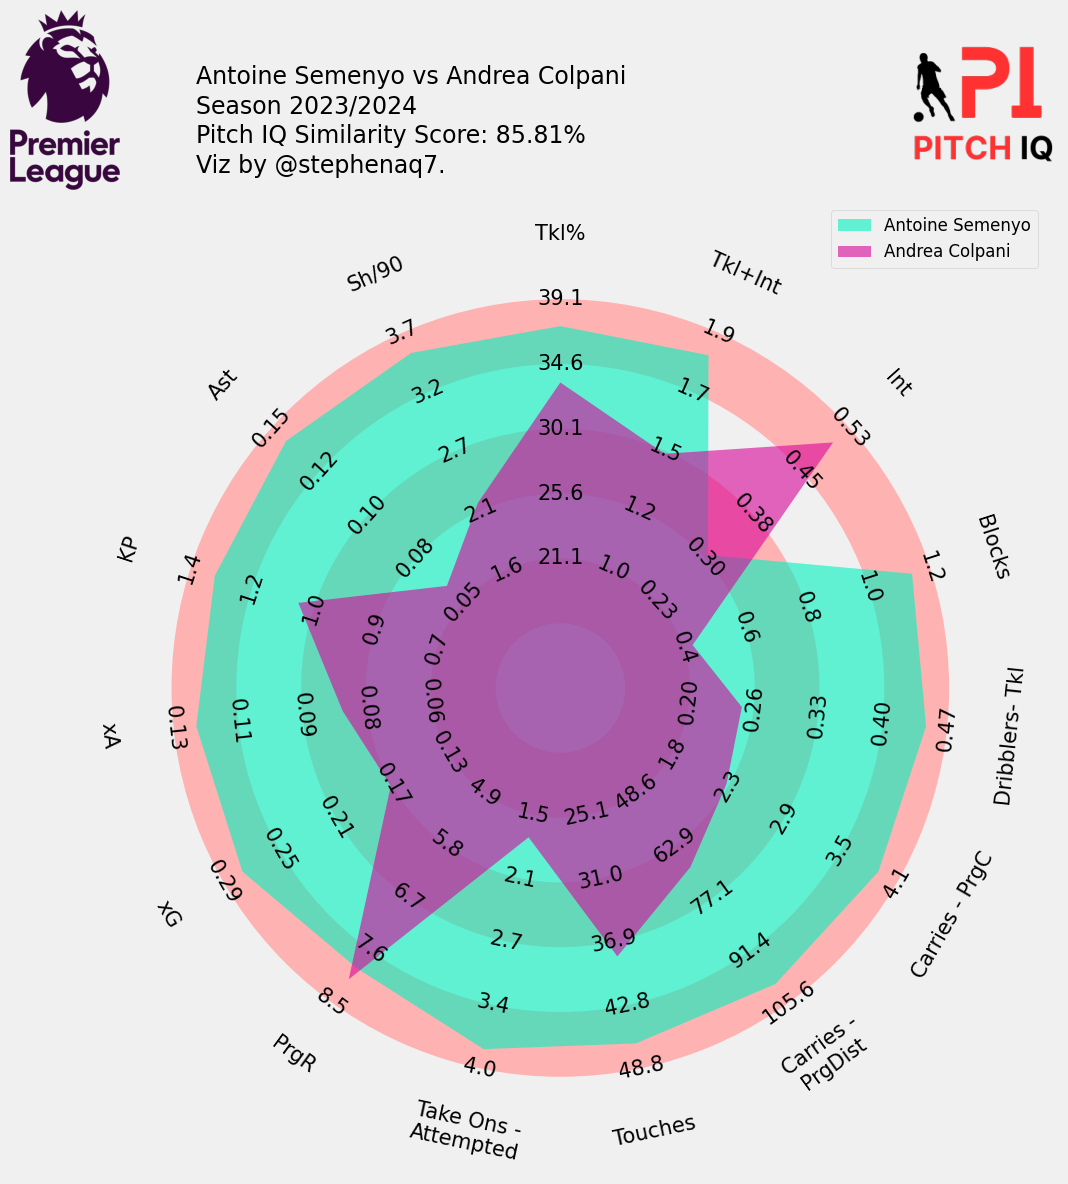 Premier
League
Antoine Semenyo vs Andrea Colpani
Season 2023/2024
Pitch IQ Similarity Score: 85.81%
Viz by @stephenaq7.
PI
PITCH IQ
Antoine Semenyo
Andrea Colpani
Tkl%
39.1
34.6
30.1
25.6
21.1
Tkl+Int
1.9
1.7
1.5
1.2
1.0
Int
0.53
0.45
0.38
0.30
0.23
Blocks
1.2
1.0
0.8
0.6
0.4
Dribblers- Tkl
0.47
0.40
0.33
0.26
0.20
Carries - PrgC
4.1
3.5
2.9
2.3
1.8
Carries -
PrgDist
105.6
91.4
77.1
62.9
48.6
Touches
48.8
42.8
36.9
31.0
25.1
Take Ons -
Attempted
4.0
3.4
2.7
2.1
1.5
PrgR
8.5
7.6
6.7
5.8
4.9
xG
0.29
0.25
0.21
0.17
0.13
xA
0.13
0.11
0.09
0.08
0.06
KP
1.4
1.2
1.0
0.9
0.7
Ast
0.15
0.12
0.10
0.08
0.05
Sh/90
3.7
3.2
2.7
2.1
1.6